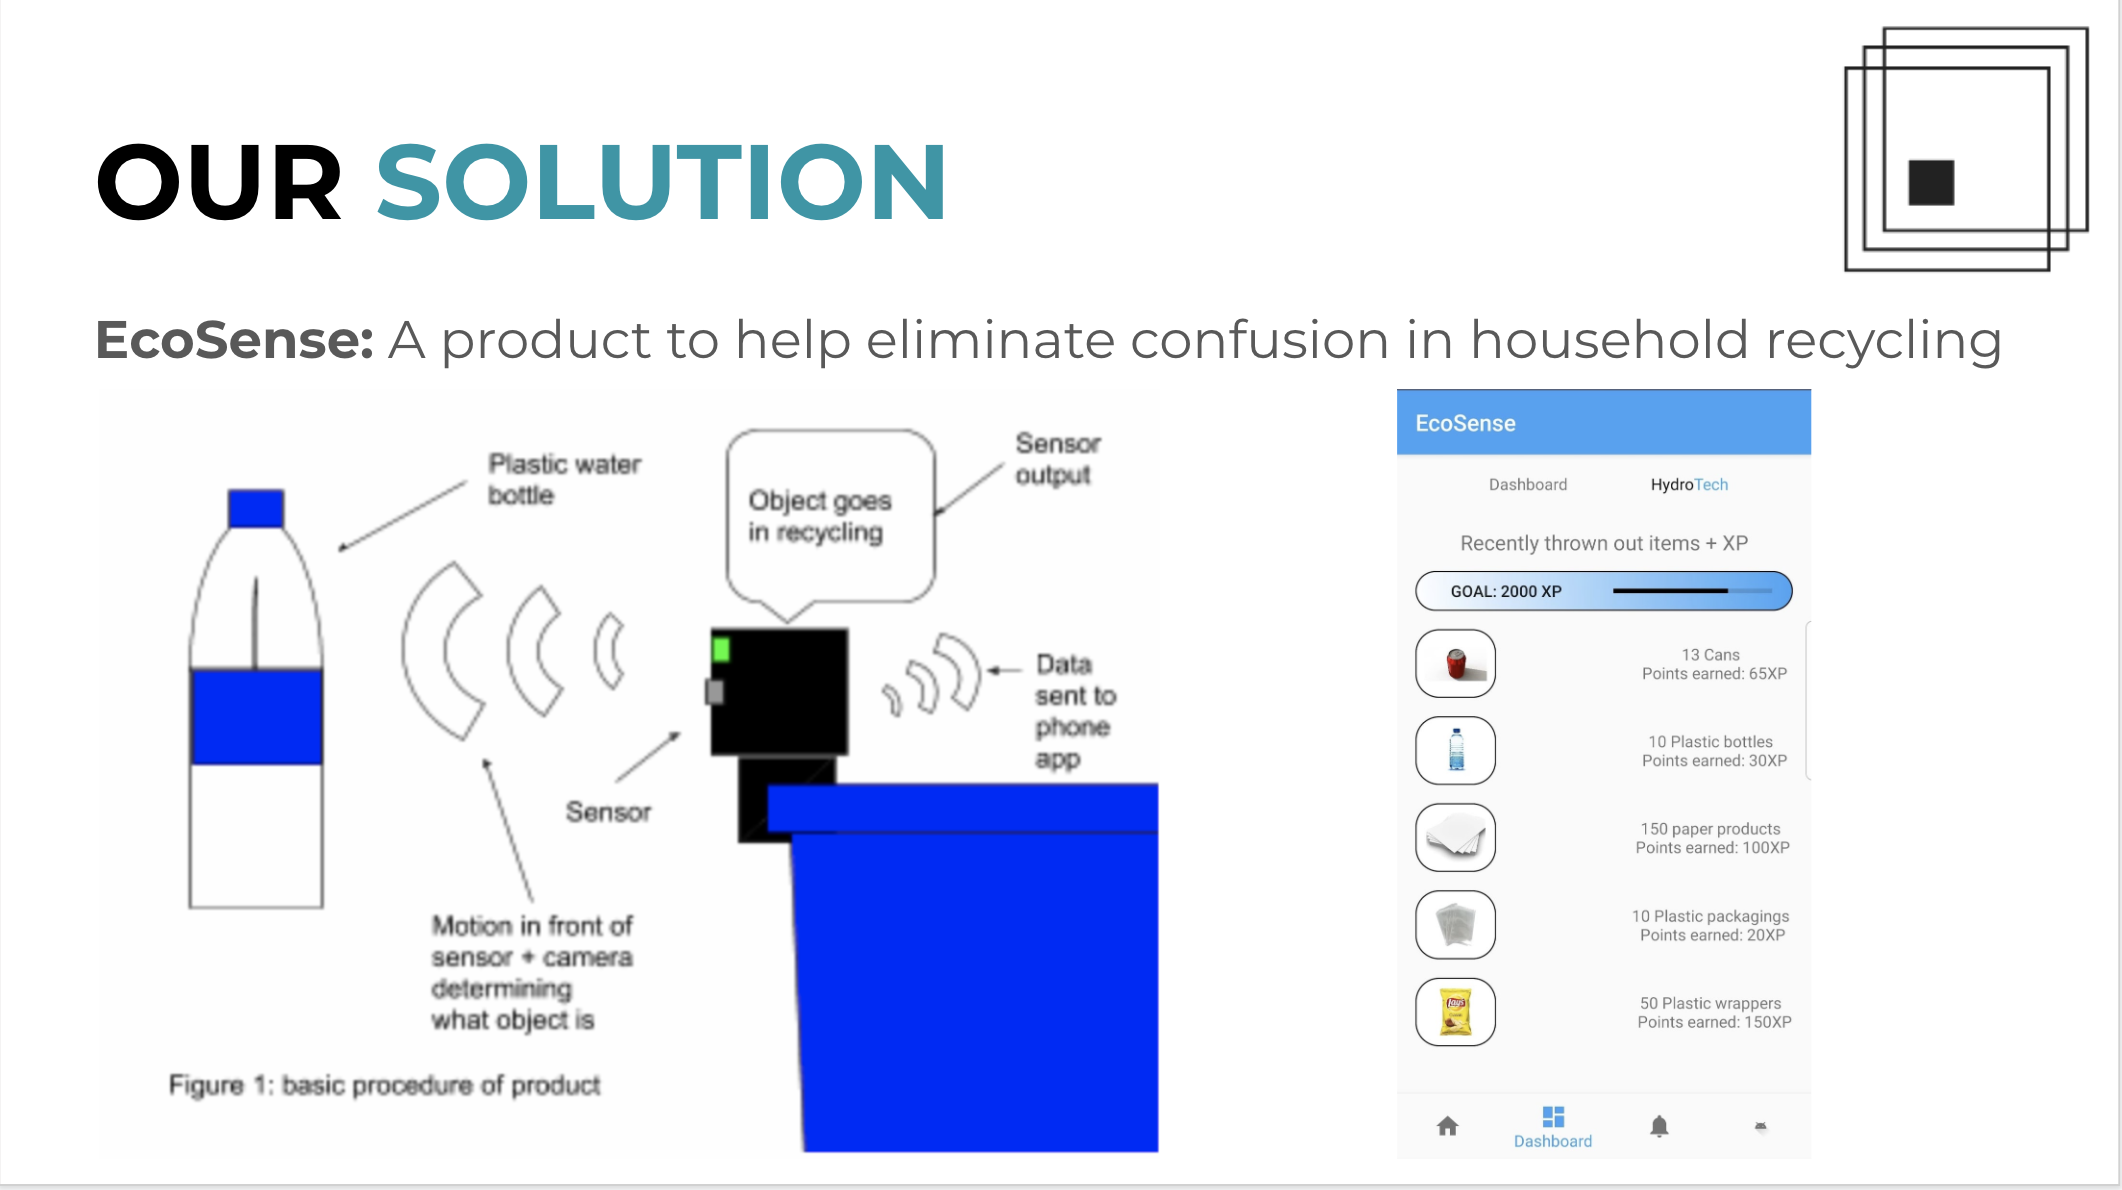 OUR SOLUTION
EcoSense: A product to help eliminate confusion in household recycling
Plastic water
bottle
Object goes
in recycling
Sensor
output
Data
sent to
phone
app
Sensor
Motion in front of
sensor + camera
determining
what object is
Figure 1: basic procedure of product
EcoSense
Dashboard
HydroTech
Recently thrown out items + XP
GOAL: 2000 XP
13 Cans
Points earned: 65XP
10 Plastic bottles
Points earned: 30XP
150 paper products
Points earned: 100XP
10 Plastic packagings
Points earned: 20XP
Lay's
50 Plastic wrappers
Points earned: 150XP
Dashboard